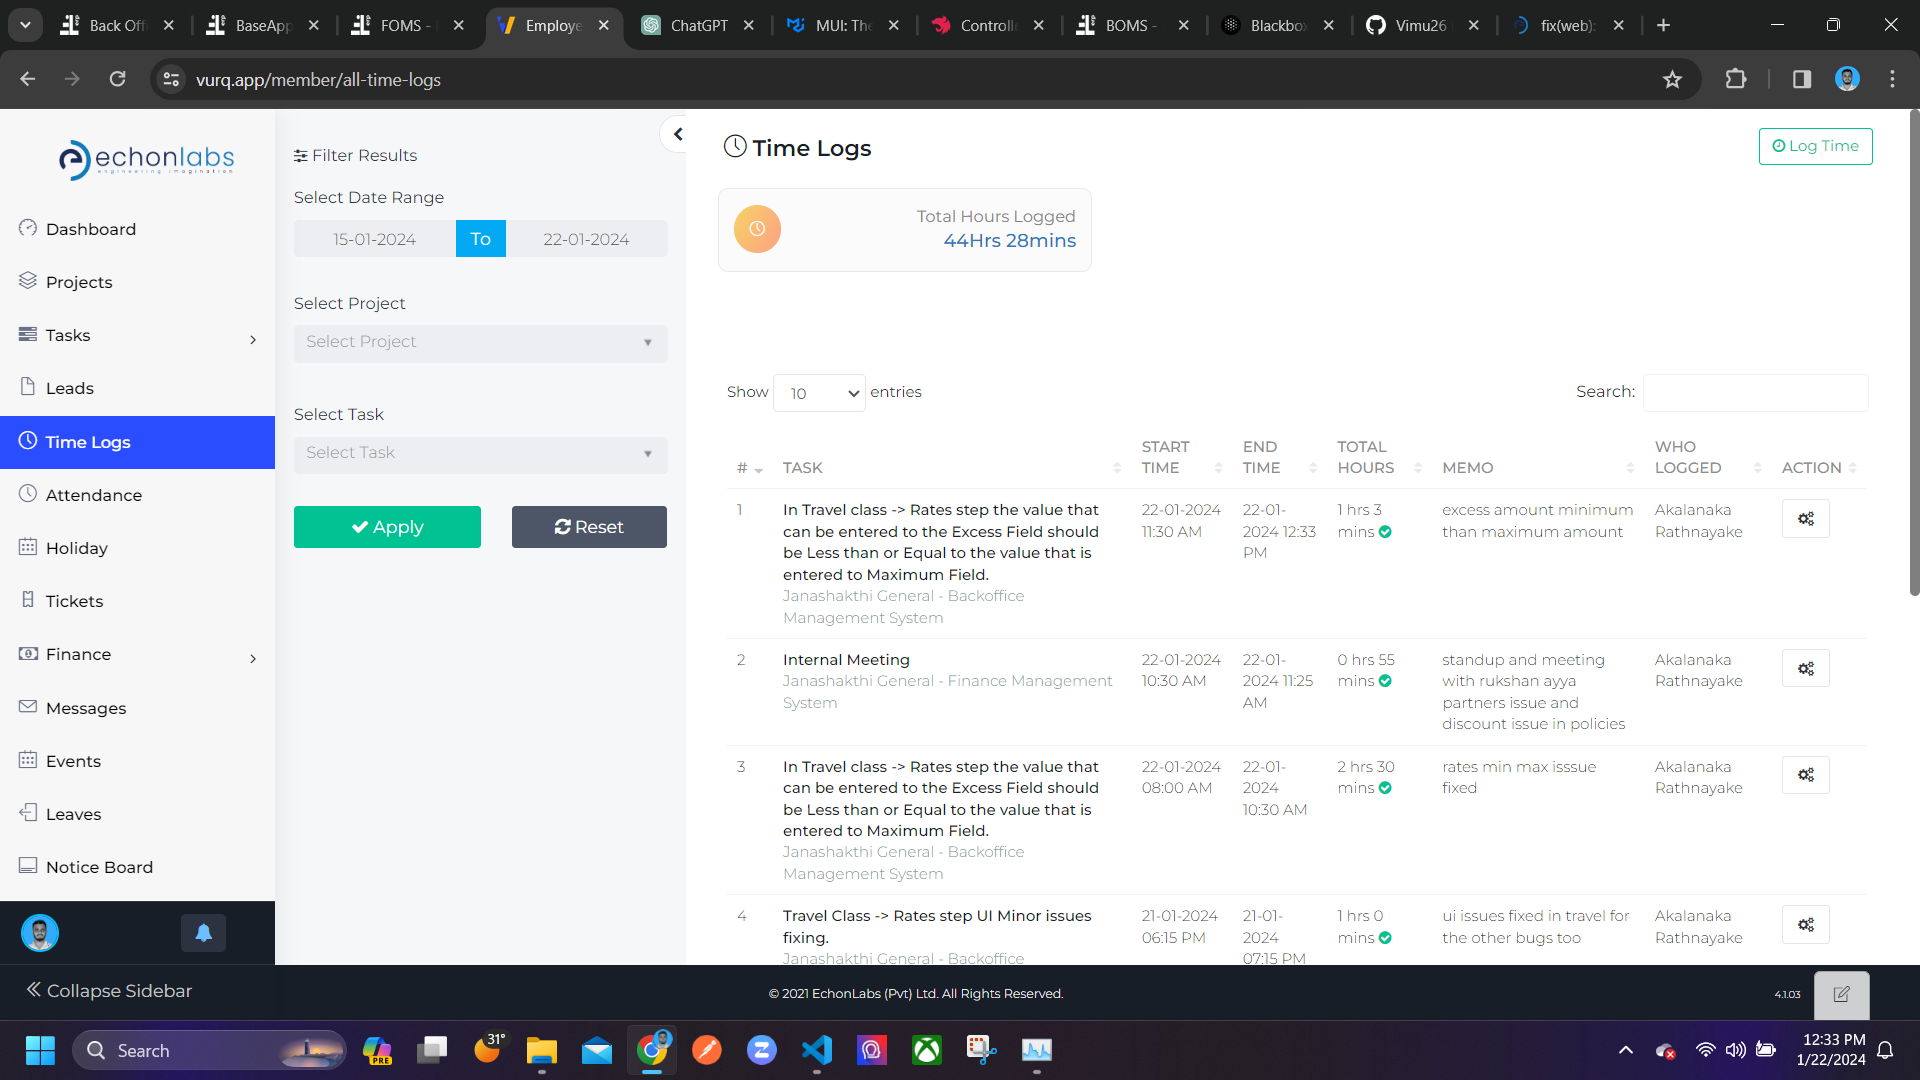 Back Offi
BaseApp
FOMS -
Employe
ChatGPT
MUI: The
Controlle
BOMS -
Blackbox
Vimu26
fix(web):
vurq.app/member/all-time-logs
echonlabs
engineering imagination
Dashboard
Projects
Tasks
Leads
Time Logs
Attendance
Holiday
Tickets
Finance
Messages
Events
Leaves
Notice Board
Collapse Sidebar
Filter Results
Select Date Range
15-01-2024 To 22-01-2024
Select Project
Select Project
Select Task
Select Task
Apply Reset
Time Logs
Log Time
Total Hours Logged
44Hrs 28mins
Show 10 entries
Search:
# TASK START TIME END TIME TOTAL HOURS MEMO WHO LOGGED ACTION
1 In Travel class -> Rates step the value that 22-01-2024 22-01- 1 hrs 3 excess amount minimum Akalanaka
can be entered to the Excess Field should 11:30 AM 2024 12:33 mins than maximum amount Rathnayake
be Less than or Equal to the value that is PM
entered to Maximum Field.
Janashakthi General - Backoffice
Management System
2 Internal Meeting 22-01-2024 22-01- 0 hrs 55 standup and meeting Akalanaka
Janashakthi General - Finance Management 10:30 AM 2024 11:25 mins with rukshan ayya Rathnayake
System AM partners issue and
discount issue in policies
3 In Travel class -> Rates step the value that 22-01-2024 22-01- 2 hrs 30 rates min max isssue Akalanaka
can be entered to the Excess Field should 08:00 AM 2024 mins fixed Rathnayake
be Less than or Equal to the value that is 10:30 AM
entered to Maximum Field.
Janashakthi General - Backoffice
Management System
4 Travel Class -> Rates step UI Minor issues 21-01-2024 21-01- 1 hrs 0 ui issues fixed in travel for Akalanaka
fixing. 06:15 PM 2024 mins the other bugs too Rathnayake
Janashakthi General - Backoffice 07:15 PM
© 2021 EchonLabs (Pvt) Ltd. All Rights Reserved.
4.1.03
Search
PRE
31°
12:33 PM
1/22/2024